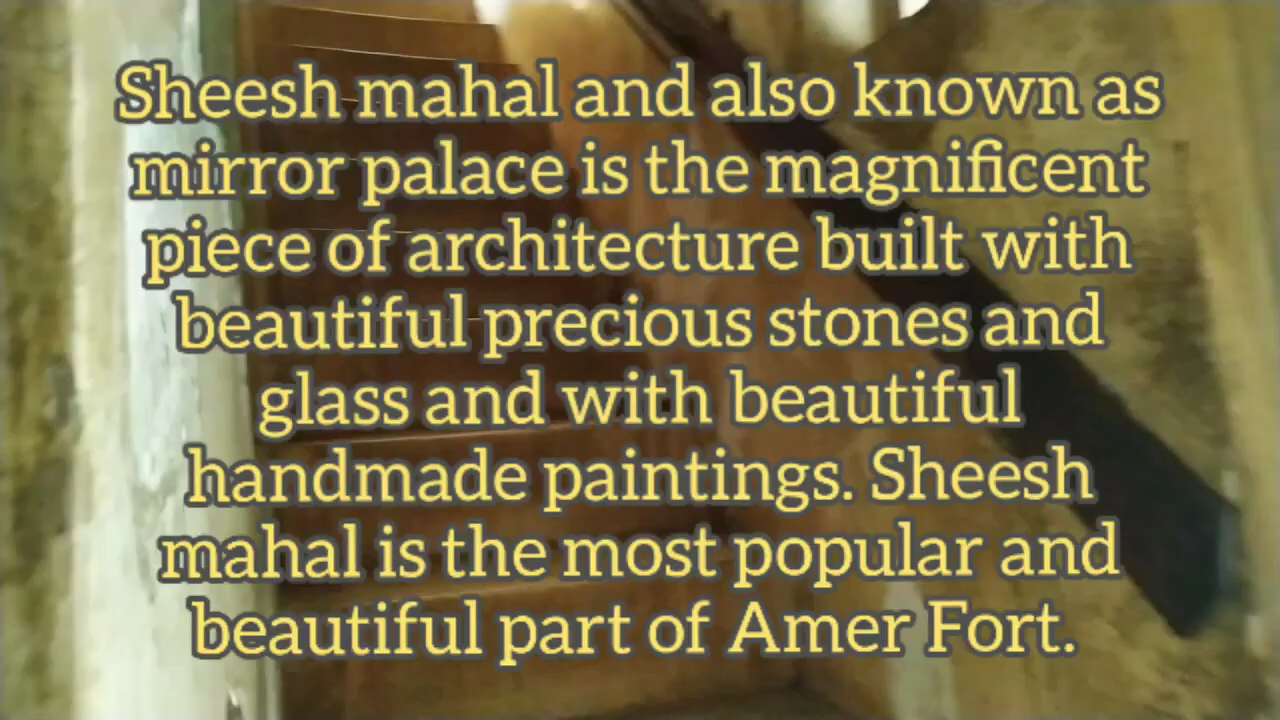 Sheesh mahal and also known as
mirror palace is the magnificent
piece of architecture built with
beautiful precious stones and
glass and with beautiful
handmade paintings. Sheesh
mahal is the most popular and
beautiful part of Amer Fort.